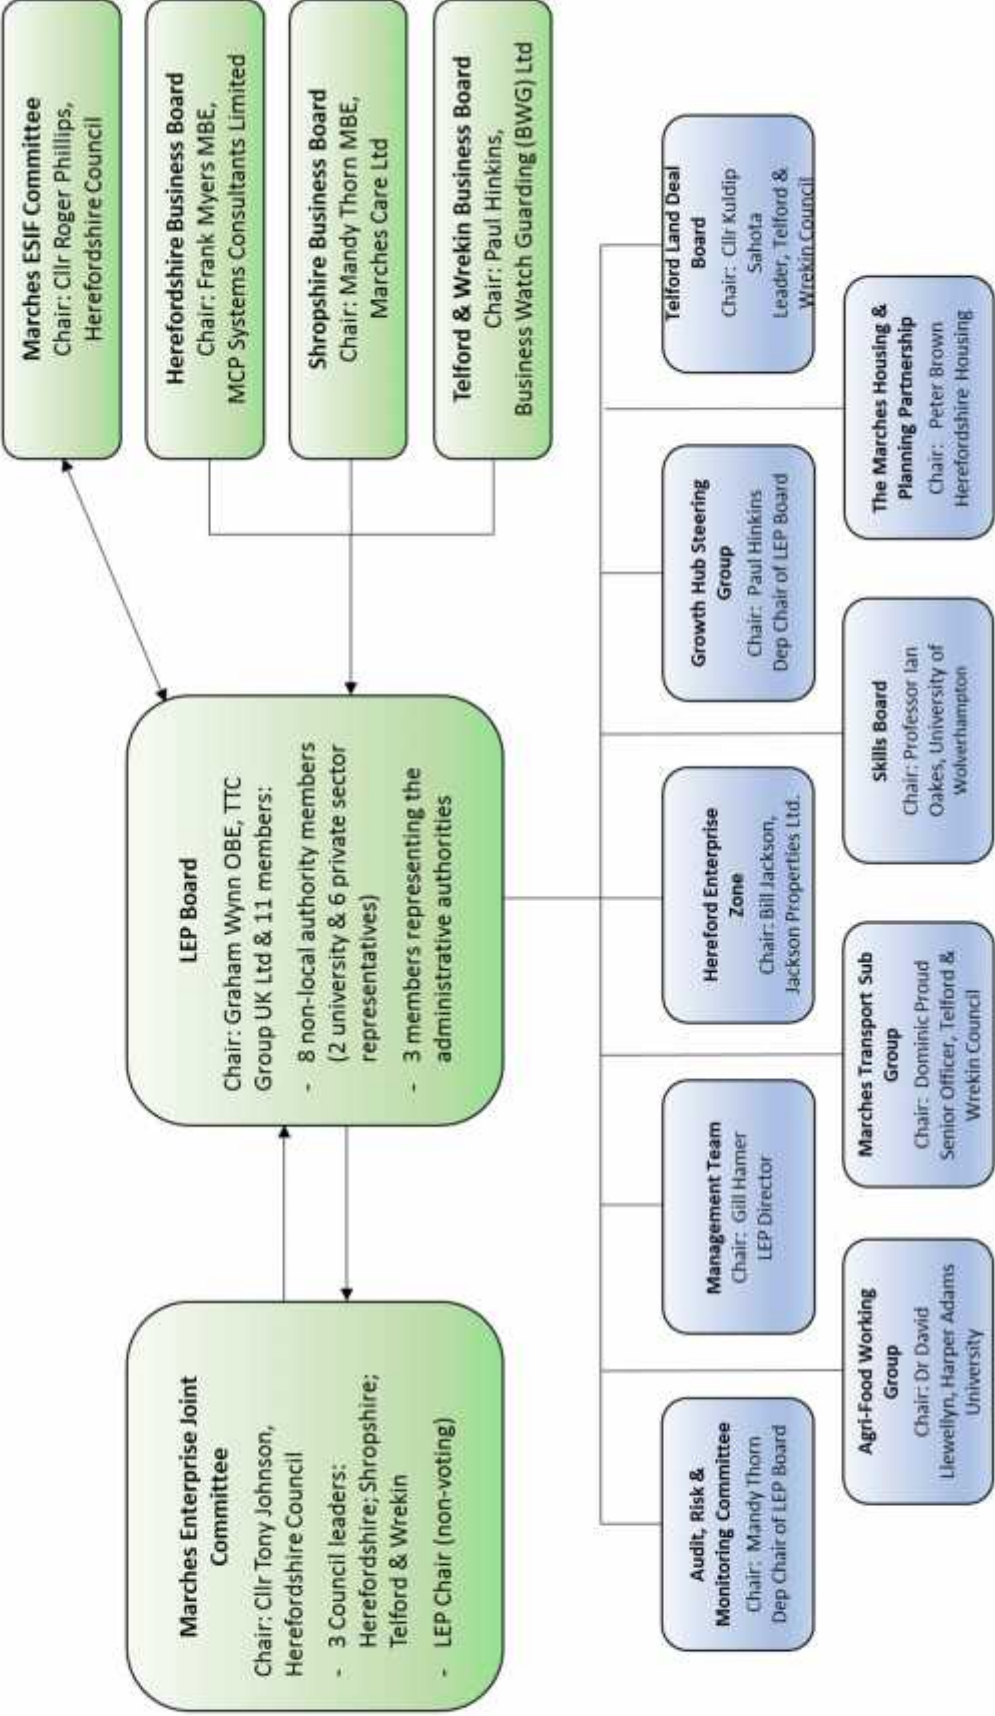 Marches Enterprise Joint
Committee
Chair: Cllr Tony Johnson,
Herefordshire Council
- 3 Council leaders:
Herefordshire; Shropshire;
Telford & Wrekin
- LEP Chair (non-voting)
LEP Board
Chair: Graham Wynn OBE, TTC
Group UK Ltd & 11 members:
- 8 non-local authority members
(2 university & 6 private sector
representatives)
- 3 members representing the
administrative authorities
Marches ESIF Committee
Chair: Cllr Roger Phillips,
Herefordshire Council
Herefordshire Business Board
Chair: Frank Myers MBE,
MCP Systems Consultants Limited
Shropshire Business Board
Chair: Mandy Thorn MBE,
Marches Care Ltd
Telford & Wrekin Business Board
Chair: Paul Hinkins,
Business Watch Guarding (BWG) Ltd
Audit, Risk &
Monitoring Committee
Chair: Mandy Thorn
Dep Chair of LEP Board
Management Team
Chair: Gill Hamer
LEP Director
Hereford Enterprise
Zone
Chair: Bill Jackson,
Jackson Properties Ltd.
Growth Hub Steering
Group
Chair: Paul Hinkins
Dep Chair of LEP Board
Telford Land Deal
Board
Chair: Cllr Kuldip
Sahota
Leader, Telford &
Wrekin Council
Agri-Food Working
Group
Chair: Dr David
Llewellyn, Harper Adams
University
Marches Transport Sub
Group
Chair: Dominic Proud
Senior Officer, Telford &
Wrekin Council
Skills Board
Chair: Professor Ian
Oakes, University of
Wolverhampton
The Marches Housing &
Planning Partnership
Chair: Peter Brown
Herefordshire Housing